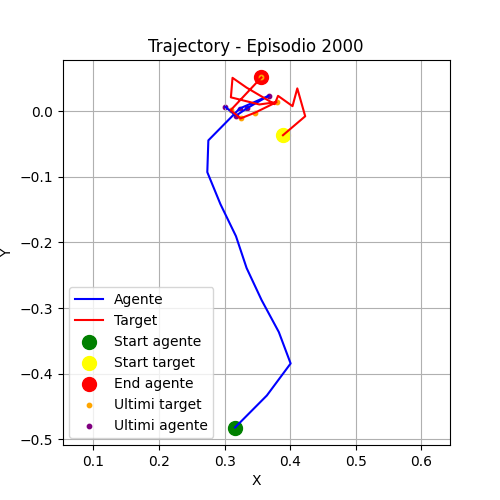 Trajectory - Episodio 2000
Y
0.0
−0.1
−0.2
−0.3
−0.4
−0.5
Agente
Target
Start agente
Start target
End agente
Ultimi target
Ultimi agente
0.1 0.2 0.3 0.4 0.5 0.6
X